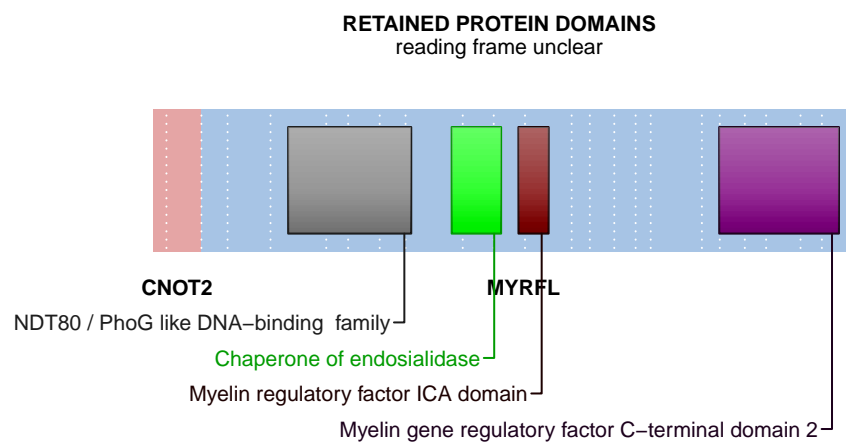 RETAINED PROTEIN DOMAINS
reading frame unclear
CNOT2
MYRFL
NDT80 / PhoG like DNA−binding  family
Chaperone of endosialidase
Myelin regulatory factor ICA domain
Myelin gene regulatory factor C−terminal domain 2